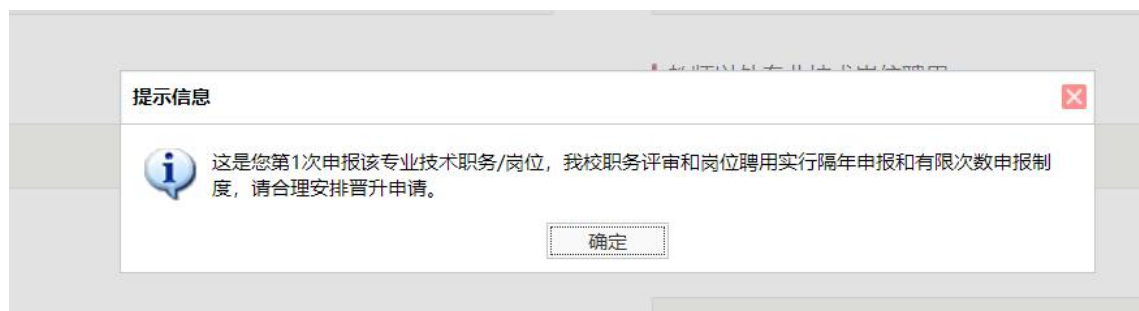 提示信息
这是您第1次申报该专业技术职务/岗位，我校职务评审和岗位聘用实行隔年申报和有限次数申报制
度，请合理安排晋升申请。
确定